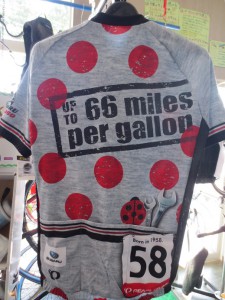 UP TO 66 miles
per gallon
Born in 1958
58